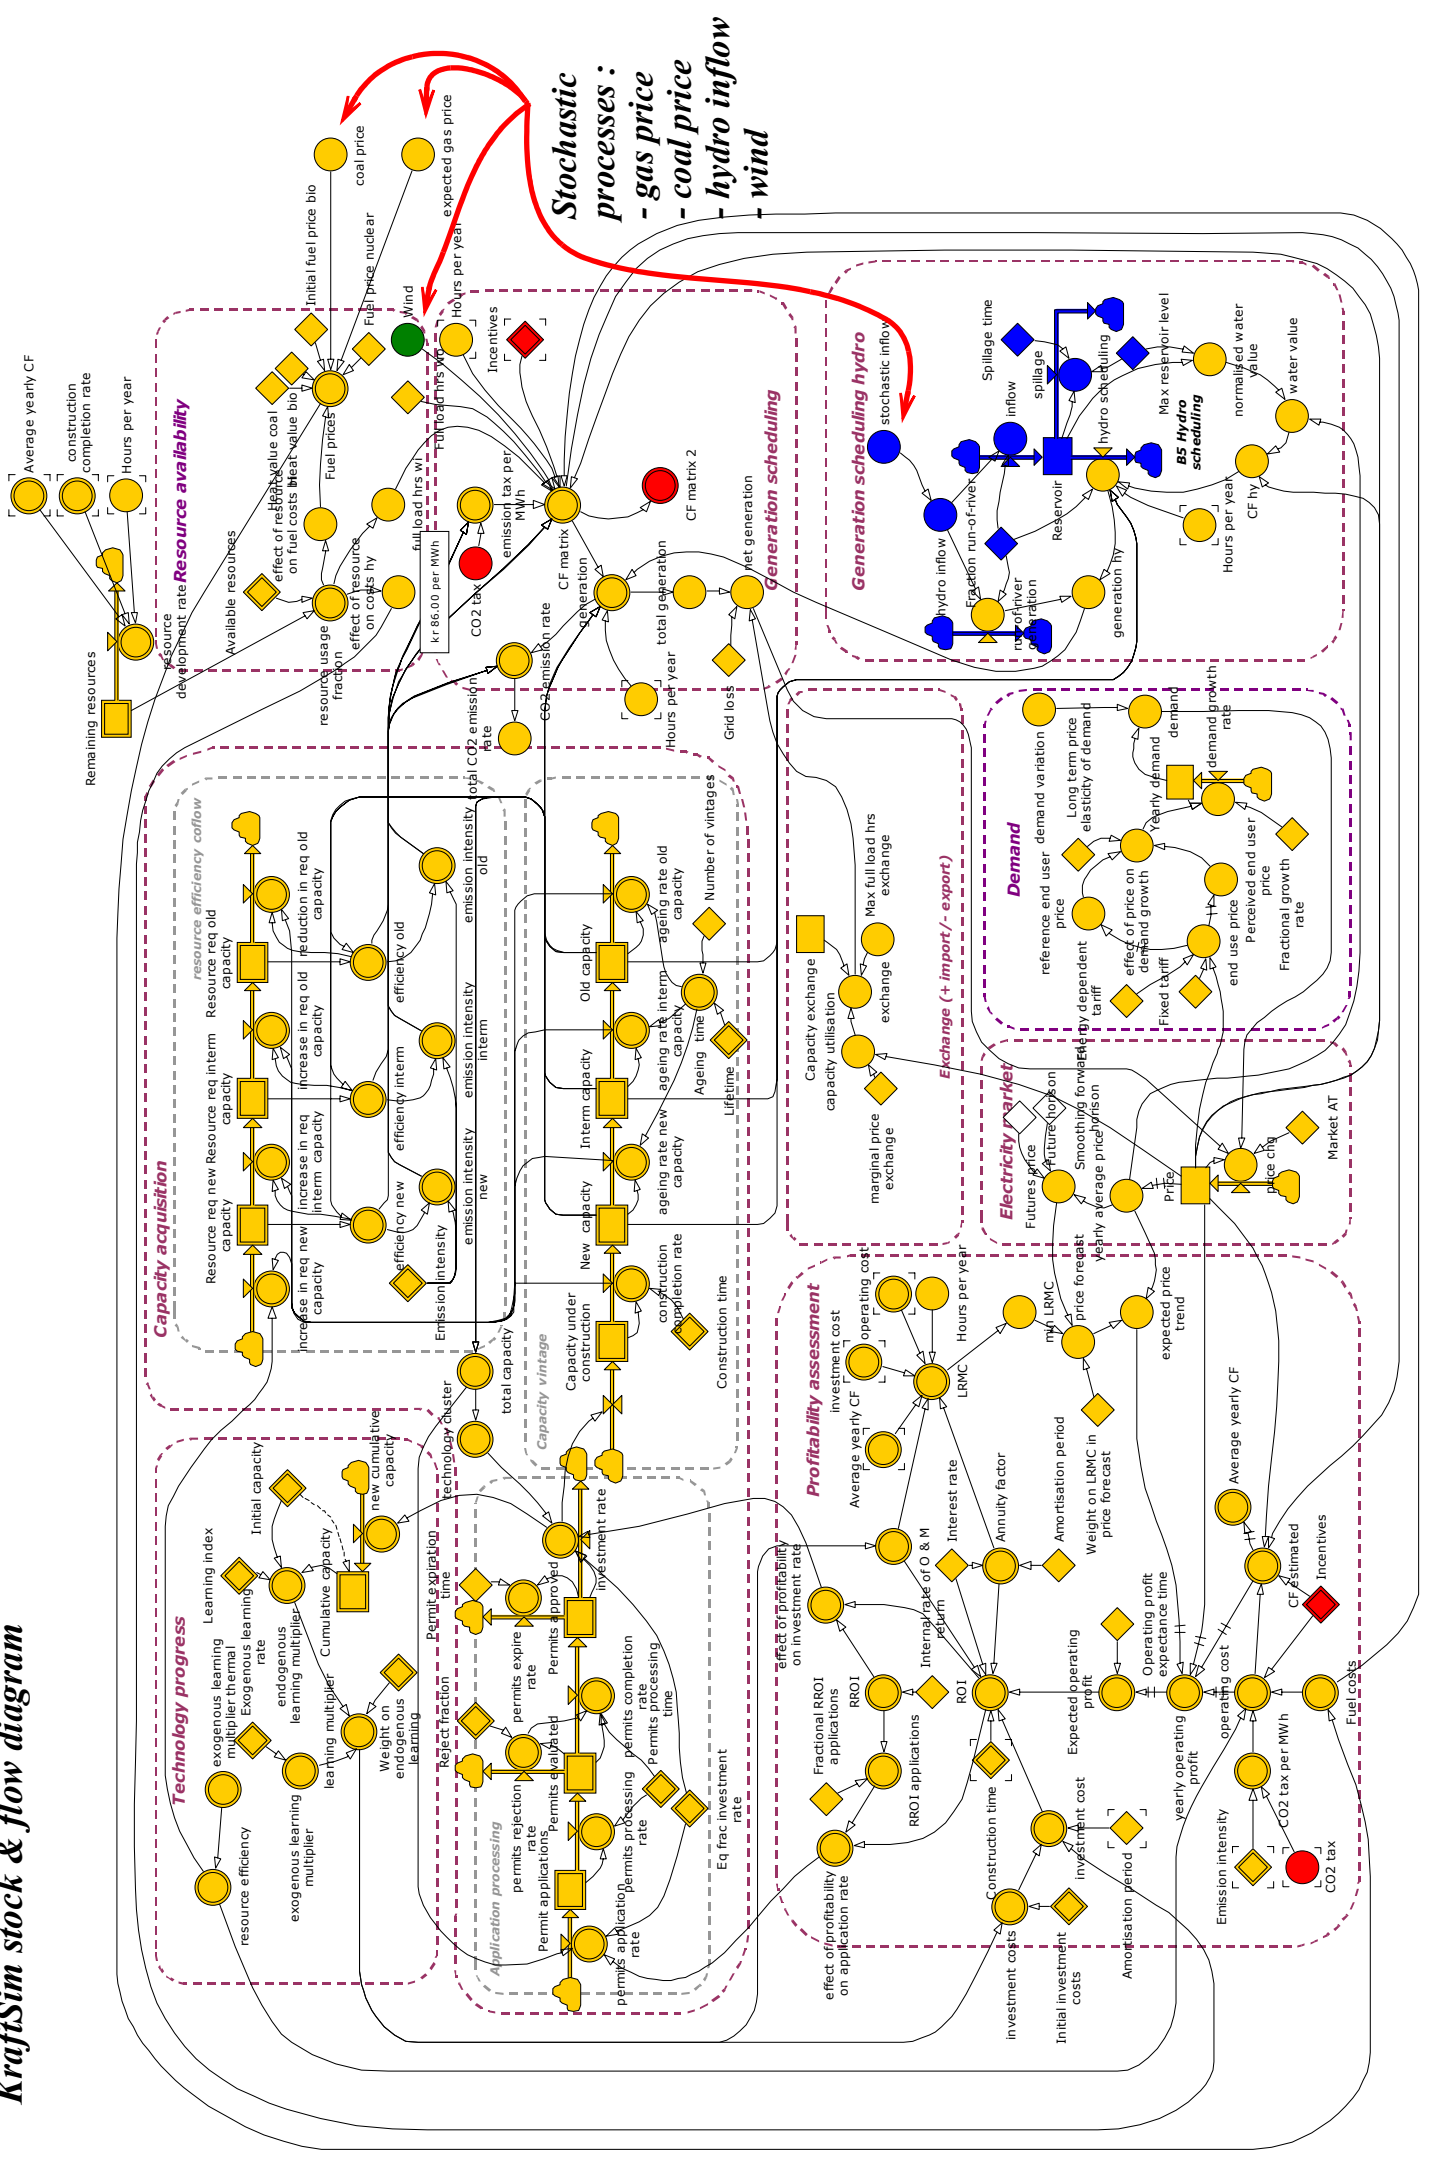 KraftSim stock & flow diagram
Technology progress
Learning index
Initial capacity
exogenous learning
multiplier thermal
Exogenous learning
rate
endogenous
learning multiplier
Cumulative capacity
new cumulative
capacity
resource efficiency
exogenous learning
multiplier
learning multiplier
Weight on
endogenous
learning
Capacity acquisition
resource efficiency coflow
Resource req new
capacity
Resource req interm
capacity
Resource req old
capacity
increase in req new
capacity
increase in req
interm capacity
increase in req old
capacity
reduction in req old
capacity
efficiency new
efficiency interm
efficiency old
Emission intensity
emission intensity
new
emission intensity
interm
emission intensity
old
total capacity
technology cluster
Capacity vintage
Capacity under
construction
New capacity
Interm capacity
Old capacity
construction
completion rate
ageing rate new
capacity
ageing rate interm
capacity
ageing rate old
capacity
Construction time
Lifetime
Ageing time
Number of vintages
Application processing
Permit expiration
time
Reject fraction
permits expire
rate
Permits approved
investment rate
permits rejection
rate
Permits evaluated
Permit applications
permits completion
rate
Permits processing
time
permits processing
rate
permits application
rate
Eq frac investment
rate
Average yearly CF
construction
completion rate
Hours per year
Remaining resources
resource
development rate
Resource availability
Available resources
effect of resource
on fuel costs
Heat value coal
Heat value bio
Fuel prices
Initial fuel price bio
Fuel price nuclear
coal price
expected gas price
resource usage
fraction
effect of resource
on costs hy
full load hrs wi
Full load hrs wo
Wind
Hours per year
Incentives
kr 86.00 per MWh
CO2 tax
emission tax per
MWh
CF matrix
CF matrix 2
generation
CO2 emission rate
total CO2 emission
rate
total generation
net generation
Hours per year
Grid loss
Generation scheduling
Stochastic
processes :
- gas price
- coal price
- hydro inflow
- wind
Generation scheduling hydro
stochastic inflow
hydro inflow
Fraction run-of-river
run-of-river
generation
inflow
Spillage time
spillage
Reservoir
hydro scheduling
Max reservoir level
B5 Hydro
scheduling
generation hy
Hours per year
CF hy
normalised water
value
water value
Exchange (+ import/- export)
Capacity exchange
capacity utilisation
Max full load hrs
exchange
exchange
marginal price
exchange
Demand
demand variation
demand
Long term price
elasticity of demand
Yearly demand
demand growth
rate
reference end user
price
effect of price on
demand growth
Energy dependent
tariff
Fixed tariff
end use price
Perceived end user
price
Fractional growth
rate
Electricity market
Futures price
Future horison
Smoothing forward
horison
yearly average price
Price
price chg
Market AT
Profitability assessment
investment cost
operating cost
Average yearly CF
Hours per year
LRMC
min LRMC
price forecast
expected price
trend
Weight on LRMC in
price forecast
Interest rate
Annuity factor
Amortisation period
O & M
Internal rate of
return
effect of profitability
on investment rate
RROI
Fractional RROI
applications
RROI applications
effect of profitability
on application rate
ROI
Construction time
investment cost
investment costs
Initial investment
costs
Amortisation period
Expected operating
profit
Operating profit
expectance time
yearly operating
profit
operating cost
CO2 tax per MWh
Emission intensity
CO2 tax
Fuel costs
Average yearly CF
CF estimated
Incentives